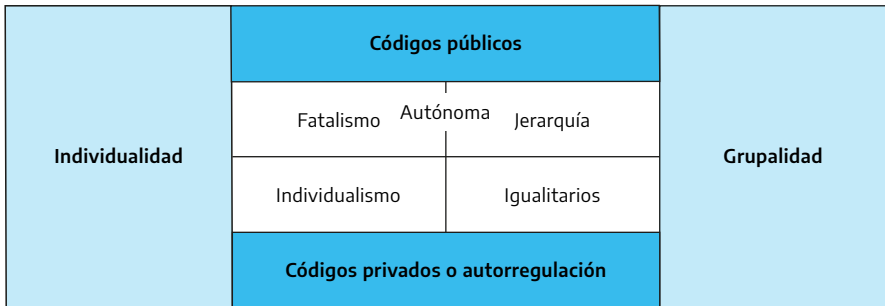 Códigos públicos
Individualidad
Fatalismo
Autónoma
Jerarquía
Grupalidad
Individualismo
Igualitarios
Códigos privados o autorregulación